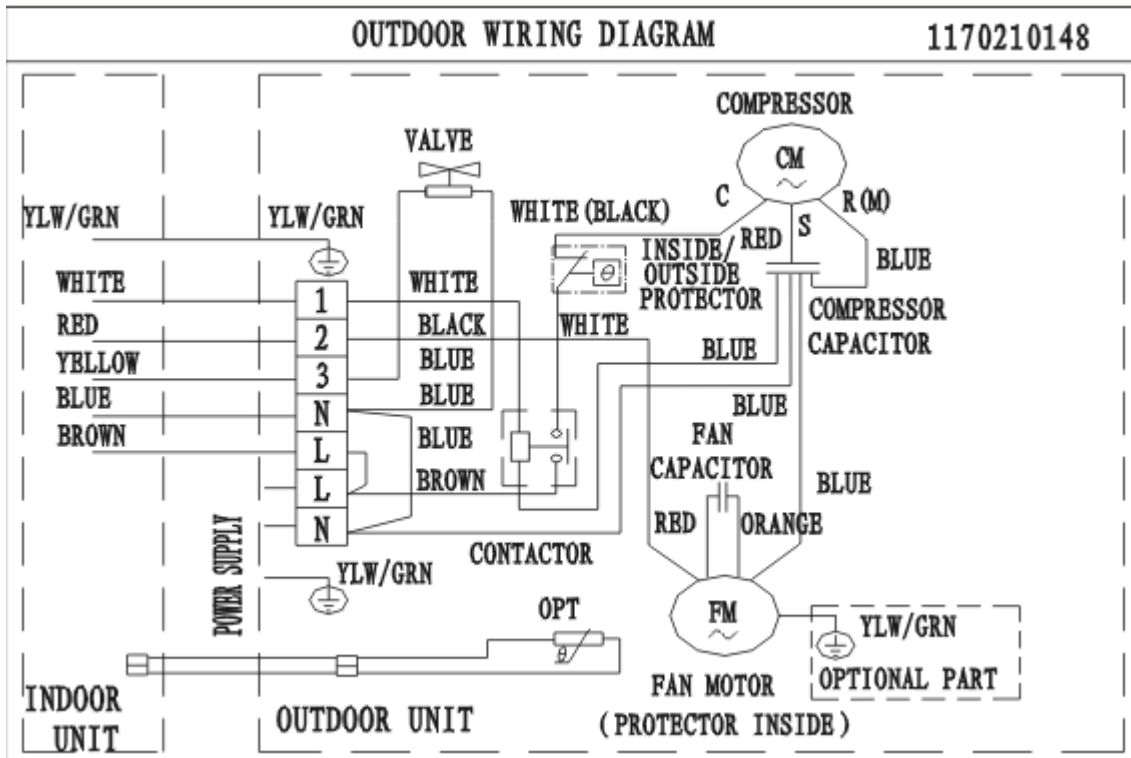 OUTDOOR WIRING DIAGRAM 1170210148
COMPRESSOR
CM
VALVE
C
R(M)
S
YLW/GRN
YLW/GRN
WHITE(BLACK)
RED
INSIDE/
OUTSIDE
PROTECTOR
θ
BLUE
WHITE
1
WHITE
COMPRESSOR
CAPACITOR
RED
2
BLACK
WHITE
YELLOW
3
BLUE
BLUE
BLUE
N
BLUE
BLUE
BROWN
L
BLUE
FAN
CAPACITOR
L
BROWN
BLUE
N
RED
ORANGE
POWER SUPPLY
CONTACTOR
YLW/GRN
OPT
θ
FM
YLW/GRN
OPTIONAL PART
FAN MOTOR
(PROTECTOR INSIDE)
INDOOR
UNIT
OUTDOOR UNIT